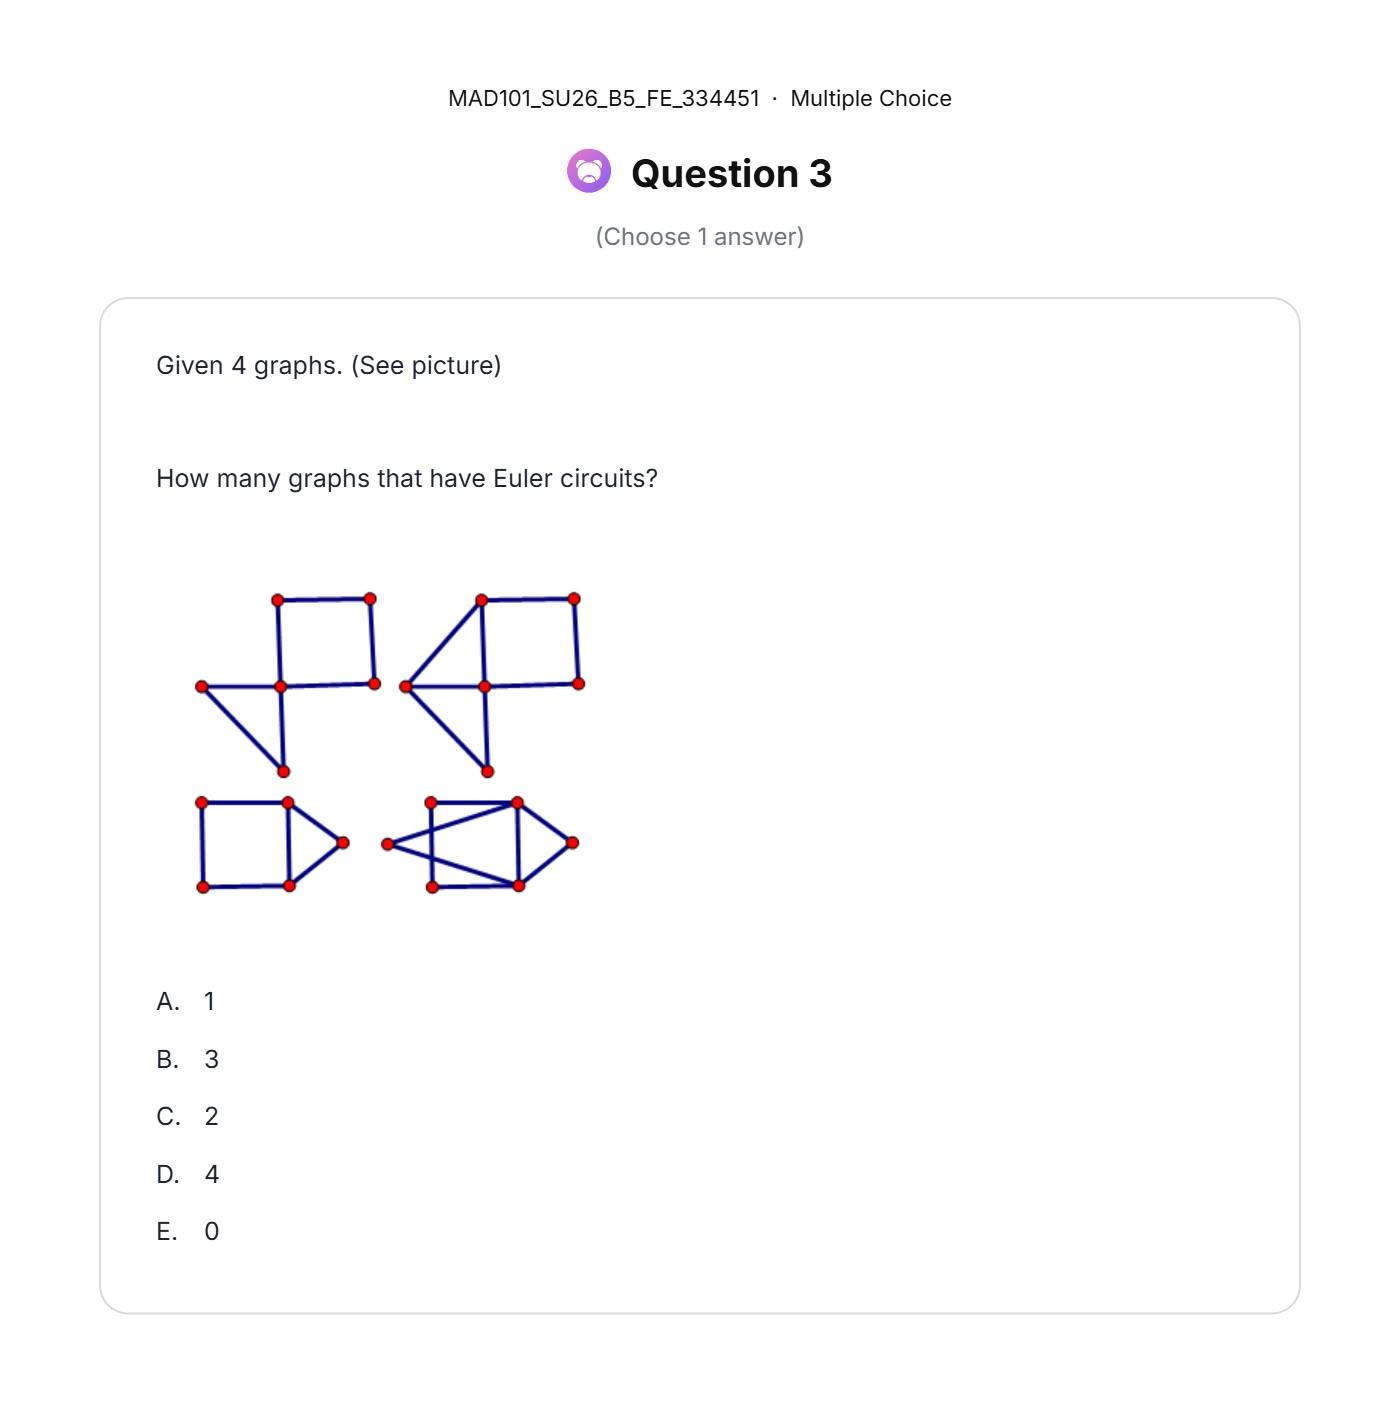 MAD101_SU26_B5_FE_334451 · Multiple Choice
Question 3
(Choose 1 answer)
Given 4 graphs. (See picture)
How many graphs that have Euler circuits?
A. 1
B. 3
C. 2
D. 4
E. 0